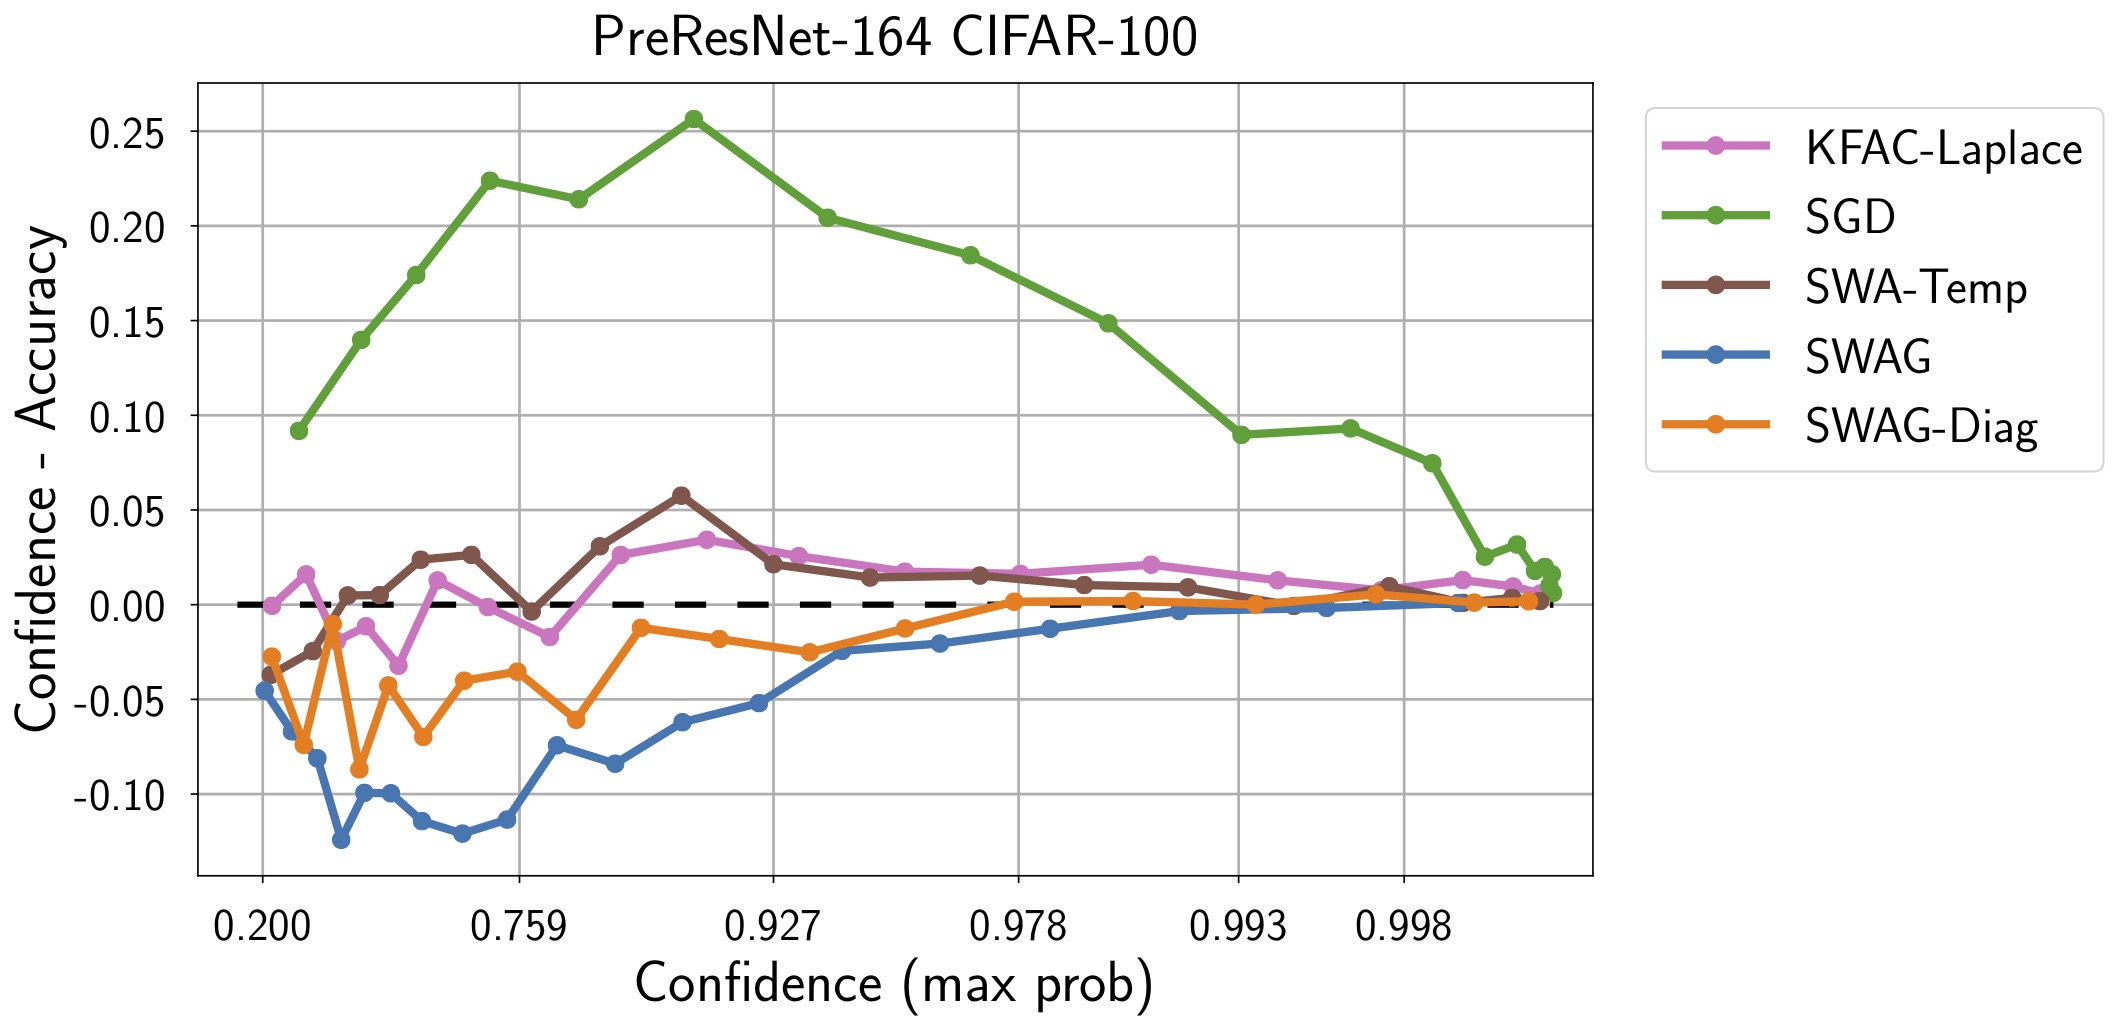 PreResNet-164 CIFAR-100
0.25
0.20
0.15
0.10
0.05
0.00
-0.05
-0.10
Confidence - Accuracy
0.200 0.759 0.927 0.978 0.993 0.998
Confidence (max prob)
KFAC-Laplace
SGD
SWA-Temp
SWAG
SWAG-Diag